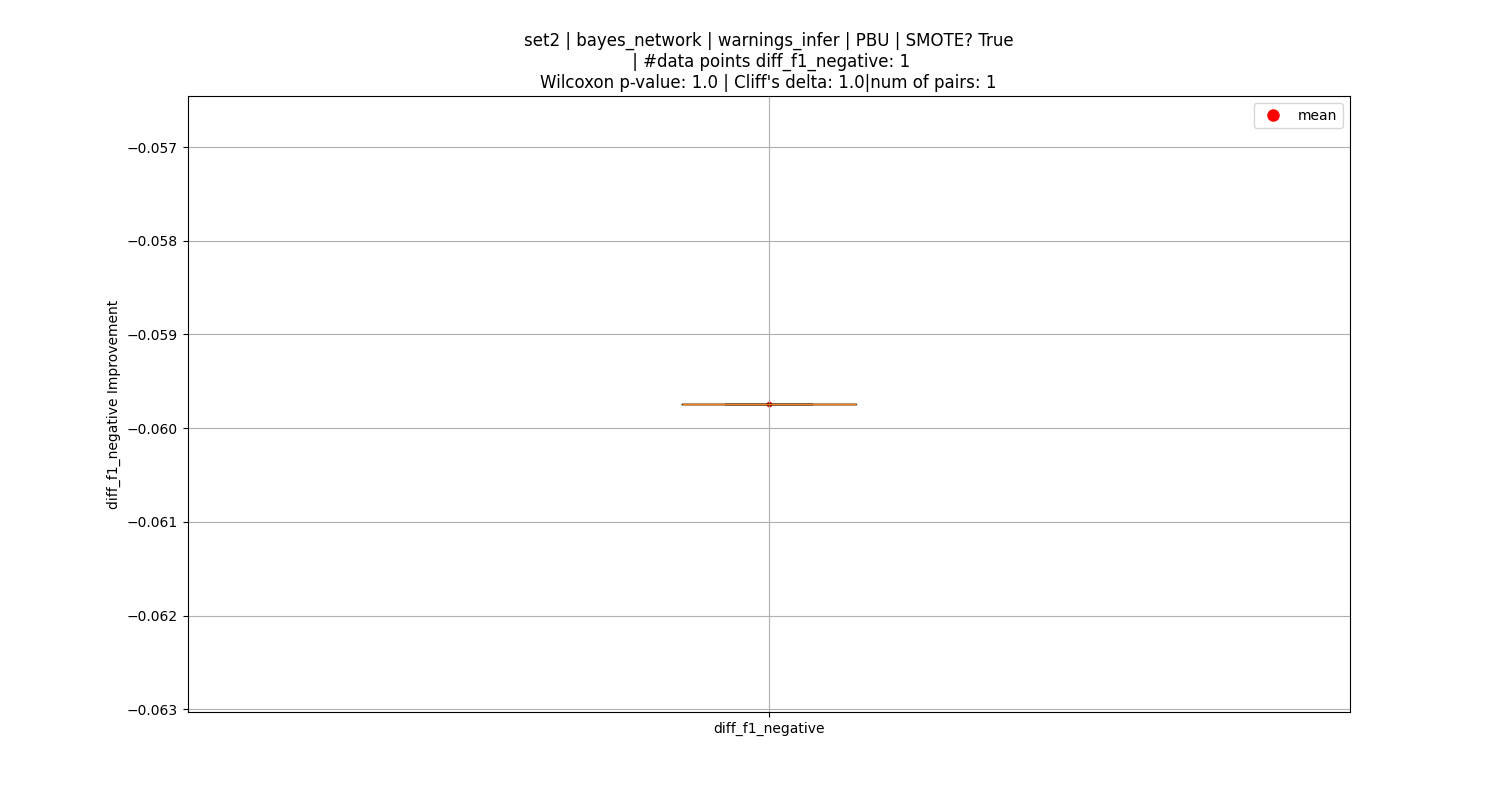 set2 | bayes_network | warnings_infer | PBU | SMOTE? True
| #data points diff_f1_negative: 1
Wilcoxon p-value: 1.0 | Cliff's delta: 1.0|num of pairs: 1
mean
−0.057
−0.058
−0.059
−0.060
−0.061
−0.062
−0.063
diff_f1_negative Improvement
diff_f1_negative